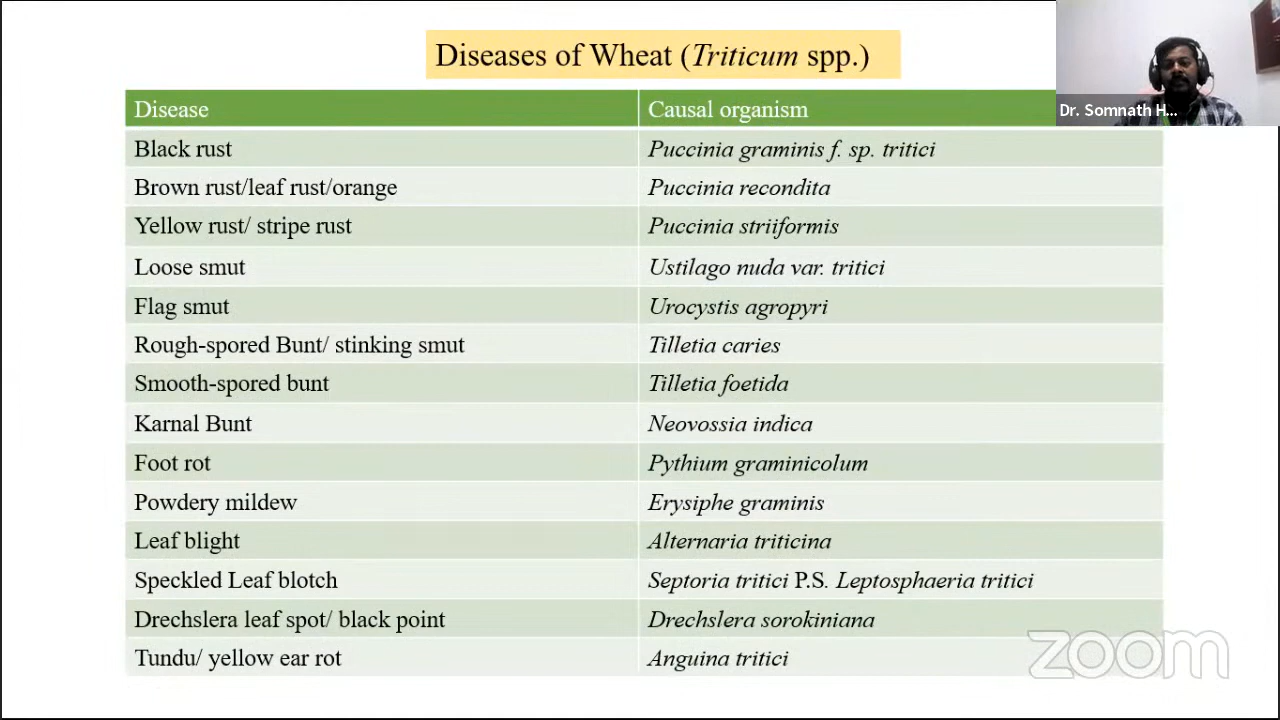 Diseases of Wheat (Triticum spp.)
Dr. Somnath H...
Disease Causal organism
Black rust Puccinia graminis f. sp. tritici
Brown rust/leaf rust/orange Puccinia recondita
Yellow rust/ stripe rust Puccinia striiformis
Loose smut Ustilago nuda var. tritici
Flag smut Urocystis agropyri
Rough-spored Bunt/ stinking smut Tilletia caries
Smooth-spored bunt Tilletia foetida
Karnal Bunt Neovossia indica
Foot rot Pythium graminicolum
Powdery mildew Erysiphe graminis
Leaf blight Alternaria triticina
Speckled Leaf blotch Septoria tritici P.S. Leptosphaeria tritici
Drechslera leaf spot/ black point Drechslera sorokiniana
Tundu/ yellow ear rot Anguina tritici
zoom